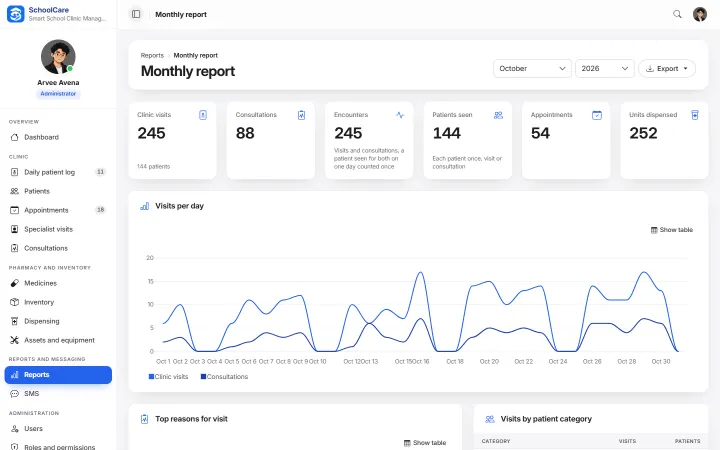 SchoolCare
Smart School Clinic Manag...
Arvee Avena
Administrator
OVERVIEW
Dashboard
CLINIC
Daily patient log 11
Patients
Appointments 18
Specialist visits
Consultations
PHARMACY AND INVENTORY
Medicines
Inventory
Dispensing
Assets and equipment
REPORTS AND MESSAGING
Reports
SMS
ADMINISTRATION
Users
Roles and permissions
Monthly report
Reports / Monthly report
Monthly report
October
2026
Export
Clinic visits
245
144 patients
Consultations
88
Encounters
245
Visits and consultations, a
patient seen for both on
one day counted once
Patients seen
144
Each patient once, visit or
consultation
Appointments
54
Units dispensed
252
Visits per day
Show table
20
15
10
5
0
Oct 1 Oct 2 Oct 3 Oct 4 Oct 5 Oct 6 Oct 7 Oct 8 Oct 9 Oct 10 Oct 12 Oct 13 Oct 15 Oct 16 Oct 18 Oct 20 Oct 22 Oct 24 Oct 26 Oct 28 Oct 30
Clinic visits Consultations
Top reasons for visit
Show table
Visits by patient category
CATEGORY VISITS PATIENTS